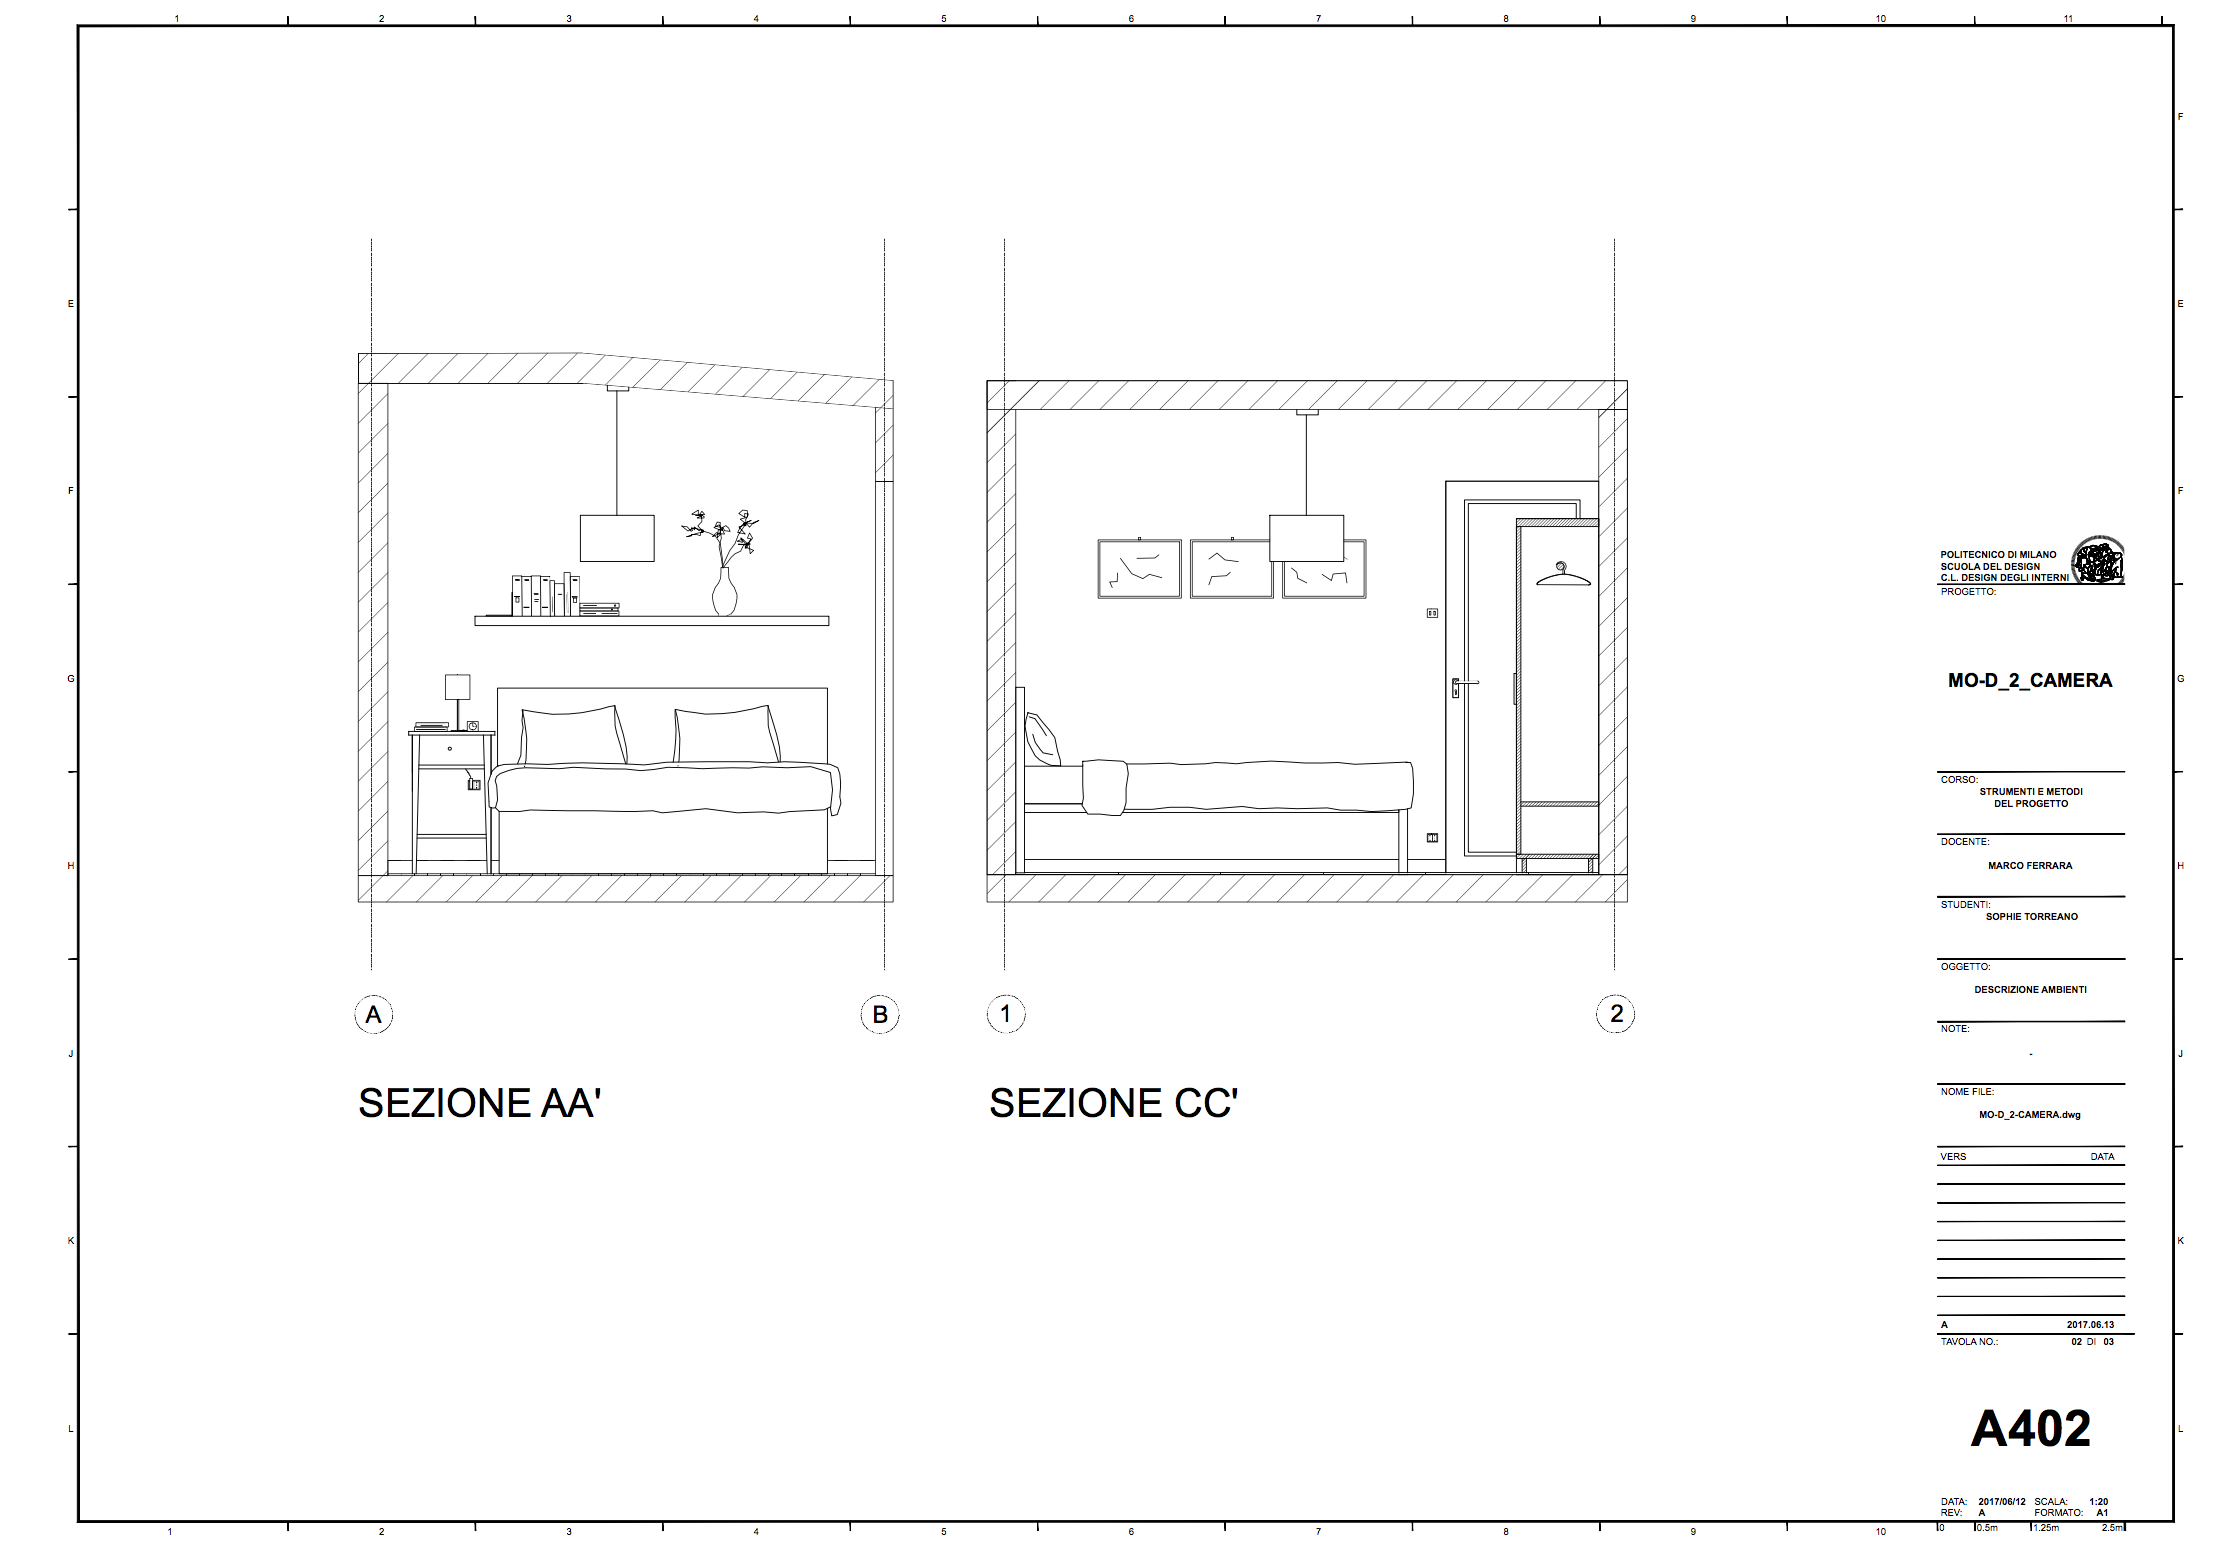 1 2 3 4 5 6 7 8 9 10 11
F
E E
F F
POLITECNICO DI MILANO
SCUOLA DEL DESIGN
C.L. DESIGN DEGLI INTERNI
PROGETTO:
G G
MO-D_2_CAMERA
CORSO:
STRUMENTI E METODI
DEL PROGETTO
DOCENTE:
H H
MARCO FERRARA
STUDENTI:
SOPHIE TORREANO
OGGETTO:
DESCRIZIONE AMBIENTI
A B 1 2
NOTE:
-
J J
SEZIONE AA' SEZIONE CC'
NOME FILE:
MO-D_2-CAMERA.dwg
VERS DATA
K K
A 2017.06.13
TAVOLA NO.: 02 DI 03
L L
A402
DATA: 2017/06/12 SCALA: 1:20
REV: A FORMATO: A1
0 0.5m 1.25m 2.5m
1 2 3 4 5 6 7 8 9 10